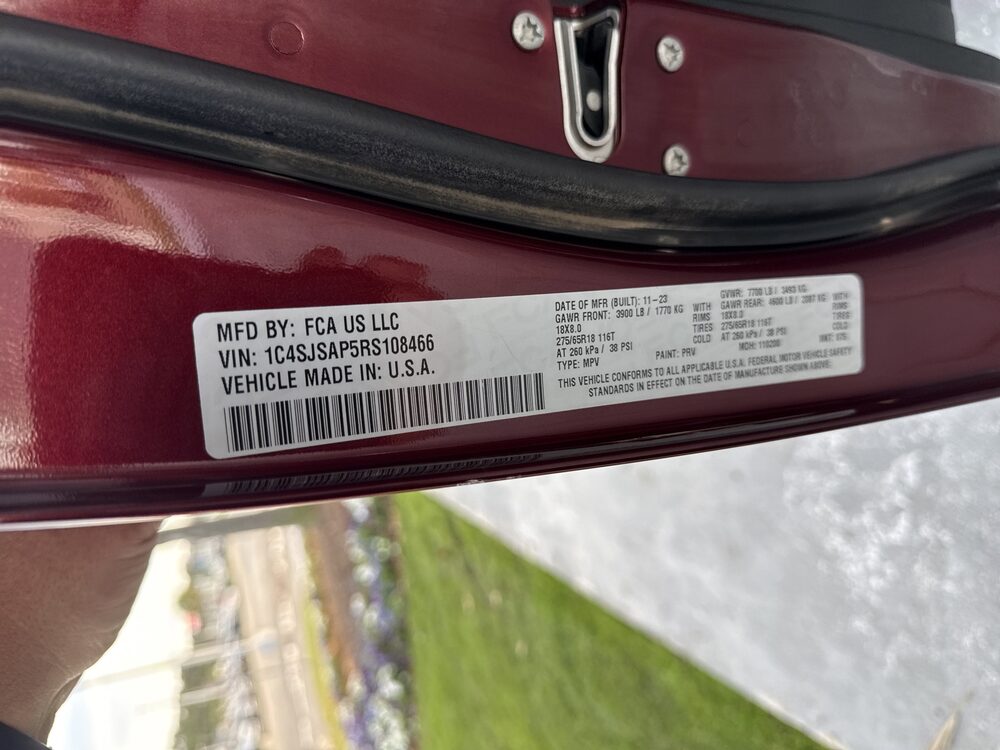 MFD BY: FCA US LLC
VIN: 1C4SJSAP5RS108466
VEHICLE MADE IN: U.S.A.
DATE OF MFR (BUILT): 11-23
GAWR FRONT: 3900 LB / 1770 KG WITH
18X8.0 RIMS
275/65R18 116T TIRES
AT 260 kPa / 38 PSI COLD
TYPE: MPV PAINT: PRV
GVWR: 7700 LB / 3493 KG
GAWR REAR: 4600 LB / 2087 KG WITH
18X8.0 RIMS
275/65R18 116T TIRES
AT 260 kPa / 38 PSI COLD
MDH: INT:
THIS VEHICLE CONFORMS TO ALL APPLICABLE U.S.A. FEDERAL MOTOR VEHICLE SAFETY
STANDARDS IN EFFECT ON THE DATE OF MANUFACTURE SHOWN ABOVE.